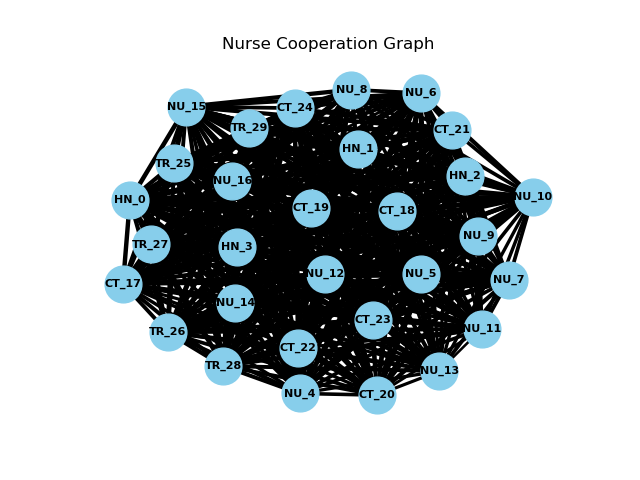 Nurse Cooperation Graph
NU_8
NU_6
NU_15
CT_24
TR_29
CT_21
HN_1
TR_25
HN_2
NU_16
NU_10
HN_0
CT_19
CT_18
NU_9
TR_27
HN_3
NU_12
NU_5
NU_7
CT_17
NU_14
CT_23
NU_11
TR_26
CT_22
TR_28
NU_13
NU_4
CT_20